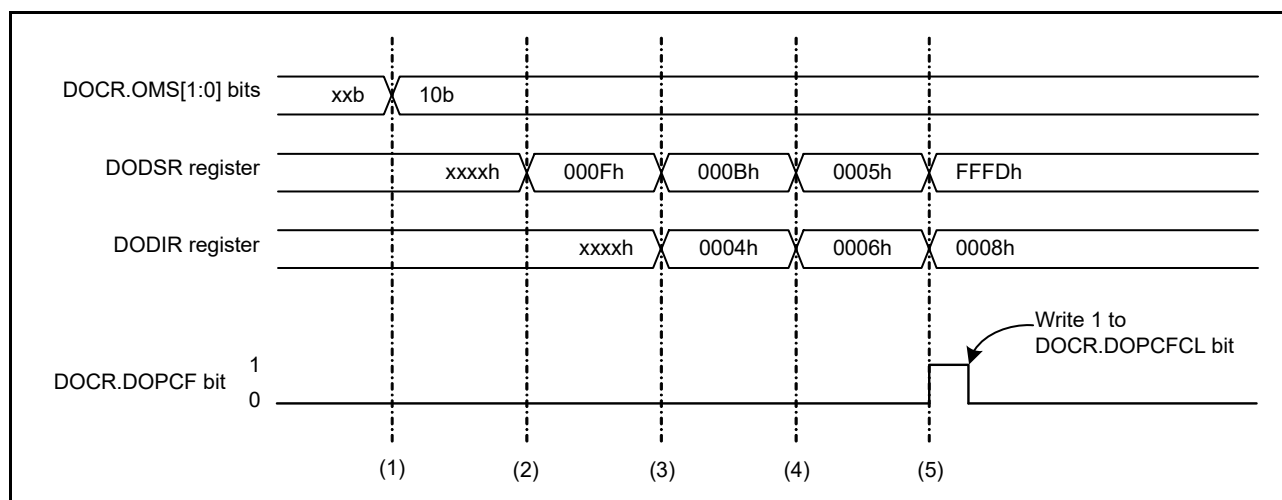 DOCR.OMS[1:0] bits xxb 10b
DODSR register xxxxh 000Fh 000Bh 0005h FFFDh
DODIR register xxxxh 0004h 0006h 0008h
Write 1 to
DOCR.DOPCFCL bit
DOCR.DOPCF bit 1
0
(1) (2) (3) (4) (5)